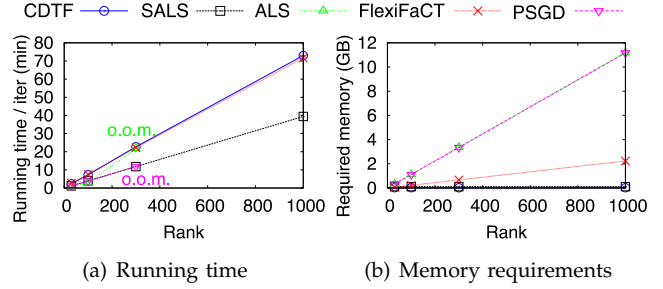 CDTF SALS ALS FlexiFaCT PSGD
Running time / iter (min)
80
70
60
50
40
30
20
10
0
o.o.m.
o.o.m.
0 200 400 600 800 1000
Rank
(a) Running time
Required memory (GB)
12
10
8
6
4
2
0
0 200 400 600 800 1000
Rank
(b) Memory requirements